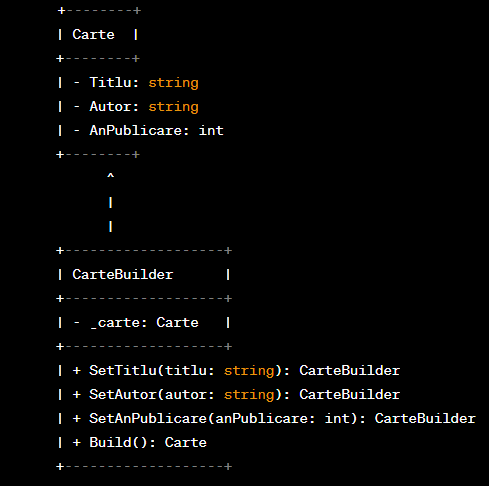 +--------+
| Carte  |
+--------+
| - Titlu: string
| - Autor: string
| - AnPublicare: int
+--------+
      ^
      |
      |
+-------------------+
| CarteBuilder      |
+-------------------+
| - _carte: Carte   |
+-------------------+
| + SetTitlu(titlu: string): CarteBuilder
| + SetAutor(autor: string): CarteBuilder
| + SetAnPublicare(anPublicare: int): CarteBuilder
| + Build(): Carte
+-------------------+